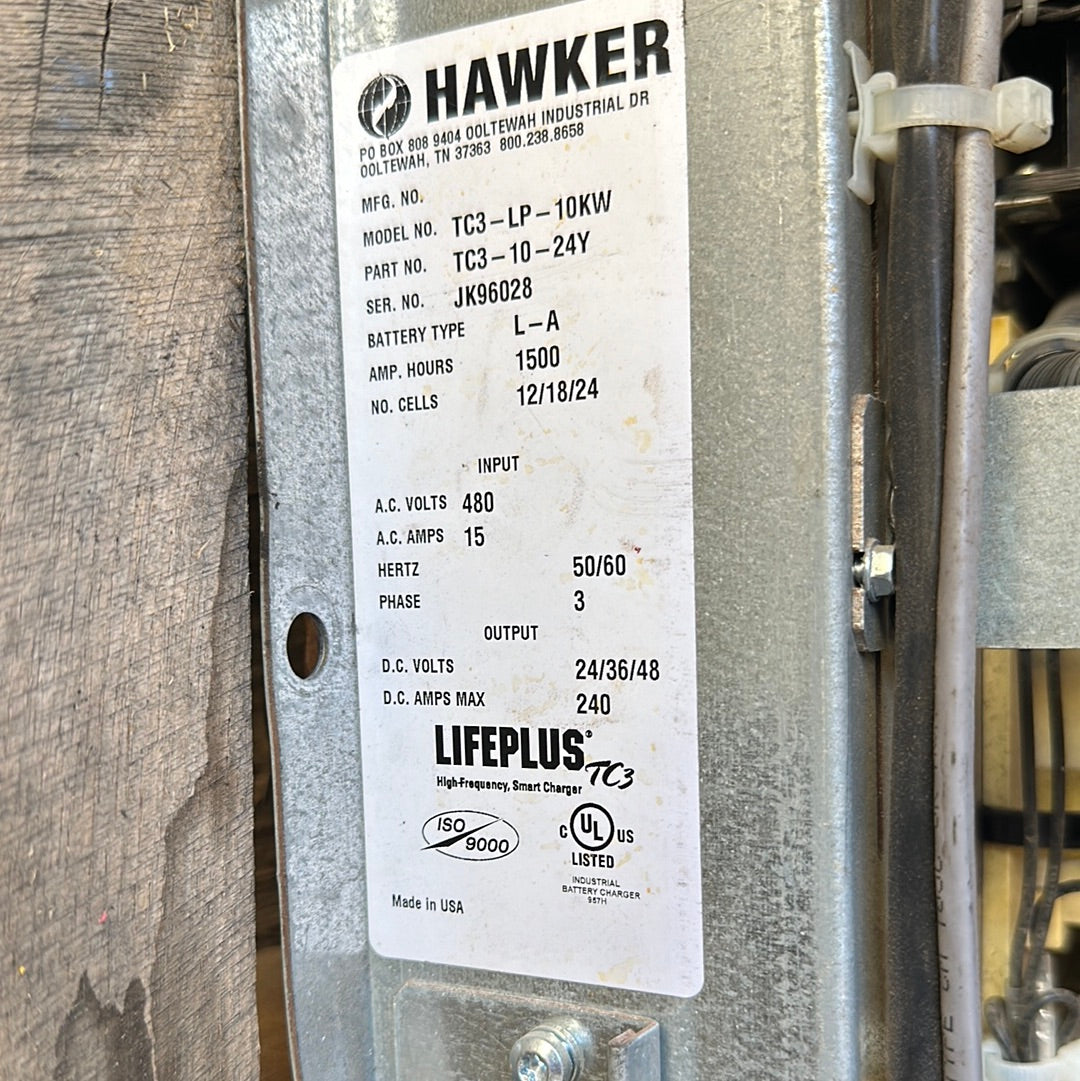 HAWKER
PO BOX 808 9404 OOLTEWAH INDUSTRIAL DR
OOLTEWAH, TN 37363 800.238.8658
MFG. NO.
MODEL NO. TC3-LP-10KW
PART NO. TC3-10-24Y
SER. NO. JK96028
BATTERY TYPE L-A
AMP. HOURS 1500
NO. CELLS 12/18/24
INPUT
A.C. VOLTS 480
A.C. AMPS 15
HERTZ 50/60
PHASE 3
OUTPUT
D.C. VOLTS 24/36/48
D.C. AMPS MAX 240
LIFEPLUS® TC3
High-Frequency, Smart Charger
ISO 9000
C UL US
LISTED
INDUSTRIAL
BATTERY CHARGER
957H
Made in USA